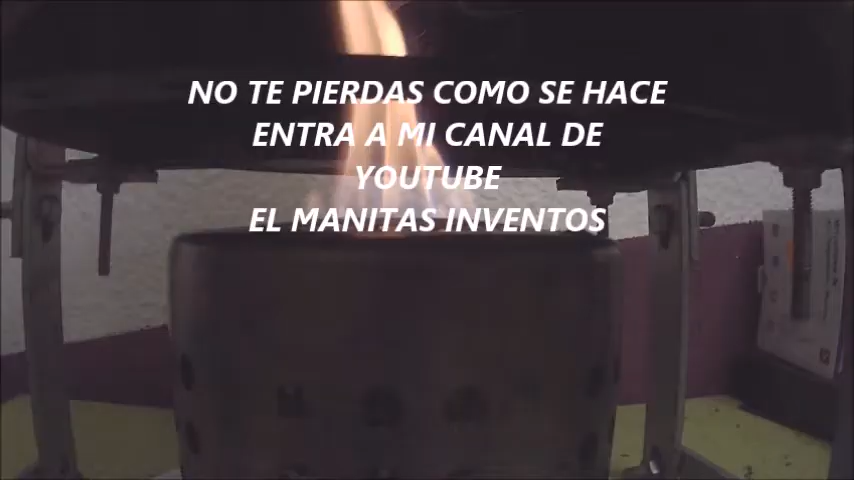 NO TE PIERDAS COMO SE HACE
ENTRA A MI CANAL DE
YOUTUBE
EL MANITAS INVENTOS